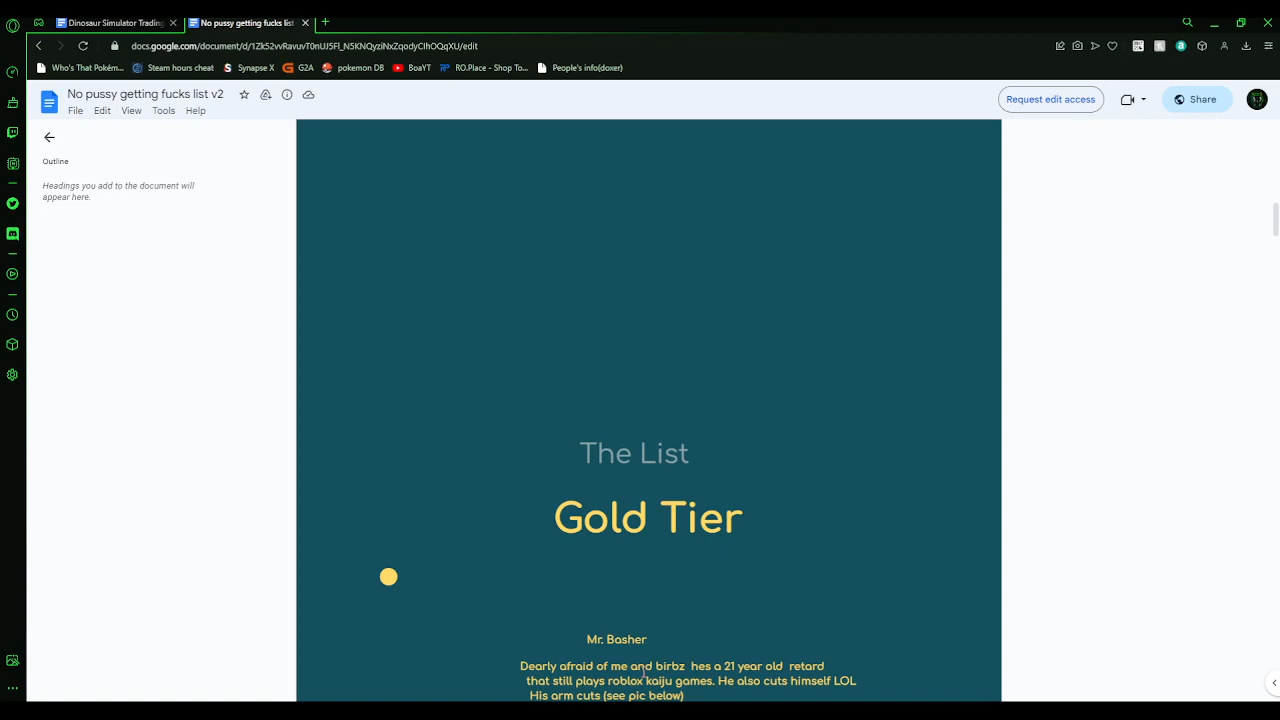 Dinosaur Simulator Trading
No pussy getting fucks list
docs.google.com/document/d/1Zk52vvRavuvT0nUJ5Fl_N5KNQyziNxZqodyCIhOQqXU/edit
Who's That Pokém...
Steam hours cheat
Synapse X
G2A
pokemon DB
BoaYT
RO.Place - Shop To...
People's info(doxer)
No pussy getting fucks list v2
File Edit View Tools Help
Request edit access
Share
Outline
Headings you add to the document will
appear here.
The List
Gold Tier
Mr. Basher
Dearly afraid of me and birbz hes a 21 year old retard
that still plays roblox kaiju games. He also cuts himself LOL
His arm cuts (see pic below)